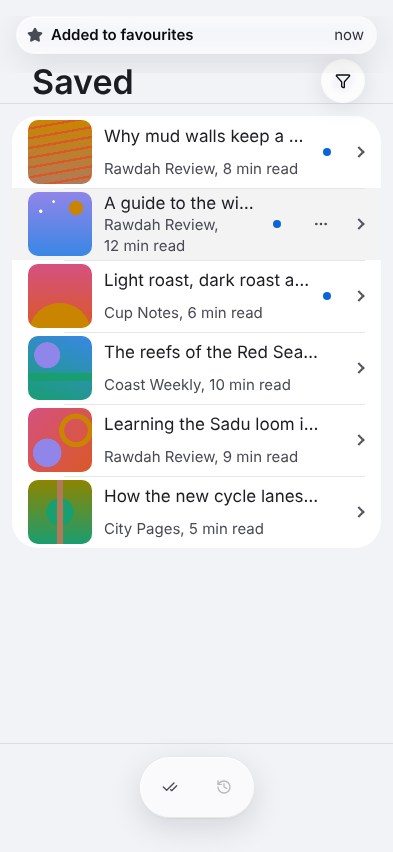 Added to favourites now
Saved
Why mud walls keep a ...
Rawdah Review, 8 min read
A guide to the wi...
Rawdah Review,
12 min read
Light roast, dark roast a...
Cup Notes, 6 min read
The reefs of the Red Sea...
Coast Weekly, 10 min read
Learning the Sadu loom i...
Rawdah Review, 9 min read
How the new cycle lanes...
City Pages, 5 min read